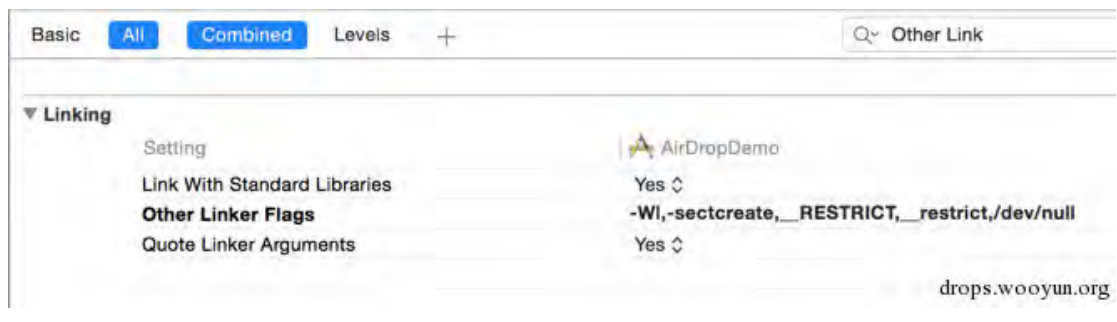 Basic All Combined Levels + Other Link
Linking
Setting AirDropDemo
Link With Standard Libraries Yes
Other Linker Flags -Wl,-sectcreate,__RESTRICT,__restrict,/dev/null
Quote Linker Arguments Yes
drops.wooyun.org